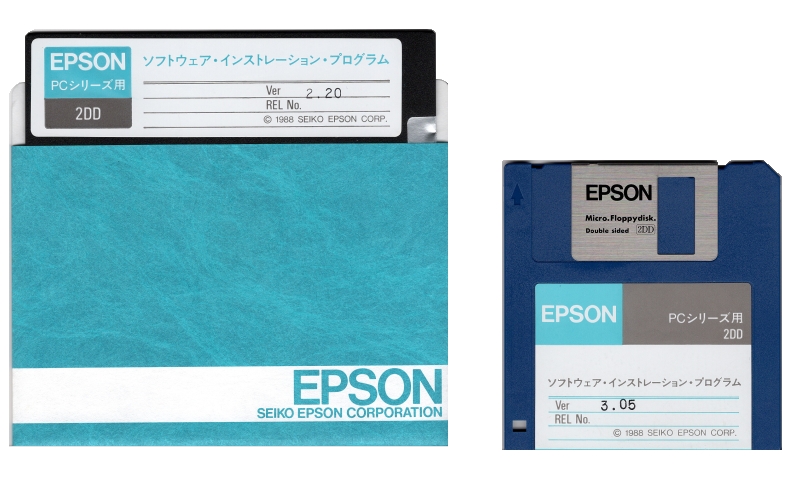 EPSON
PCシリーズ用
2DD
ソフトウェア・インストレーション・プログラム
Ver 2.20
REL No.
© 1988 SEIKO EPSON CORP.
EPSON
SEIKO EPSON CORPORATION
EPSON
Micro.Floppydisk.
Double sided 2DD
EPSON
PCシリーズ用
2DD
ソフトウェア・インストレーション・プログラム
Ver 3.05
REL No.
© 1988 SEIKO EPSON CORP.